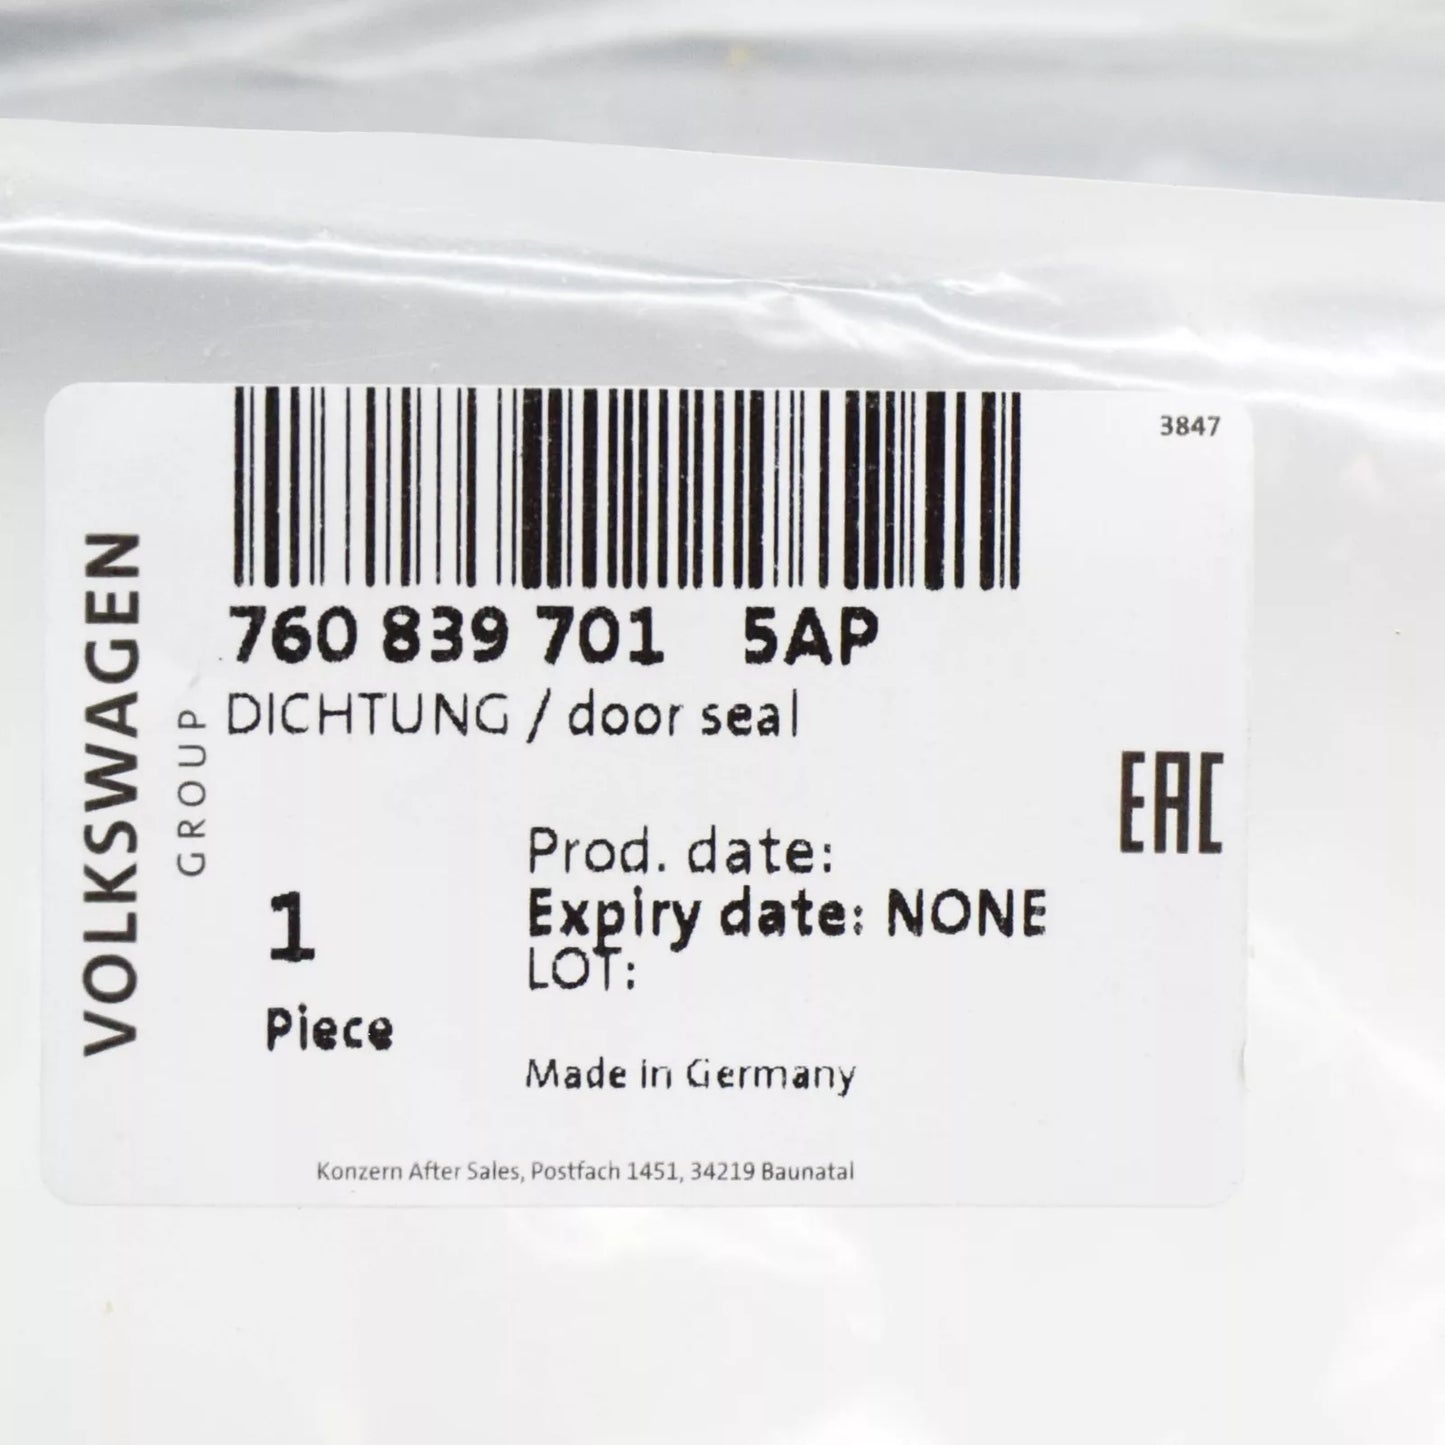 3847
760 839 701 5AP
DICHTUNG / door seal
VOLKSWAGEN
GROUP
EAC
Prod. date:
Expiry date: NONE
LOT:
1
Piece
Made in Germany
Konzern After Sales, Postfach 1451, 34219 Baunatal